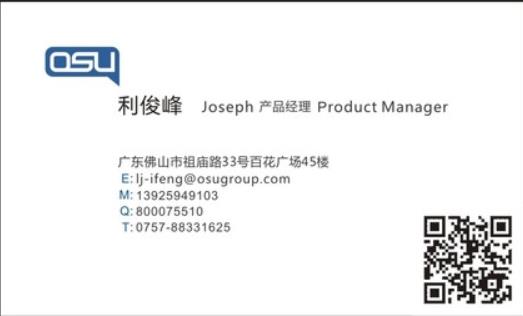 OSU
利俊峰 Joseph 产品经理 Product Manager
广东佛山市祖庙路33号百花广场45楼
E:lj-ifeng@osugroup.com
M:13925949103
Q:800075510
T:0757-88331625